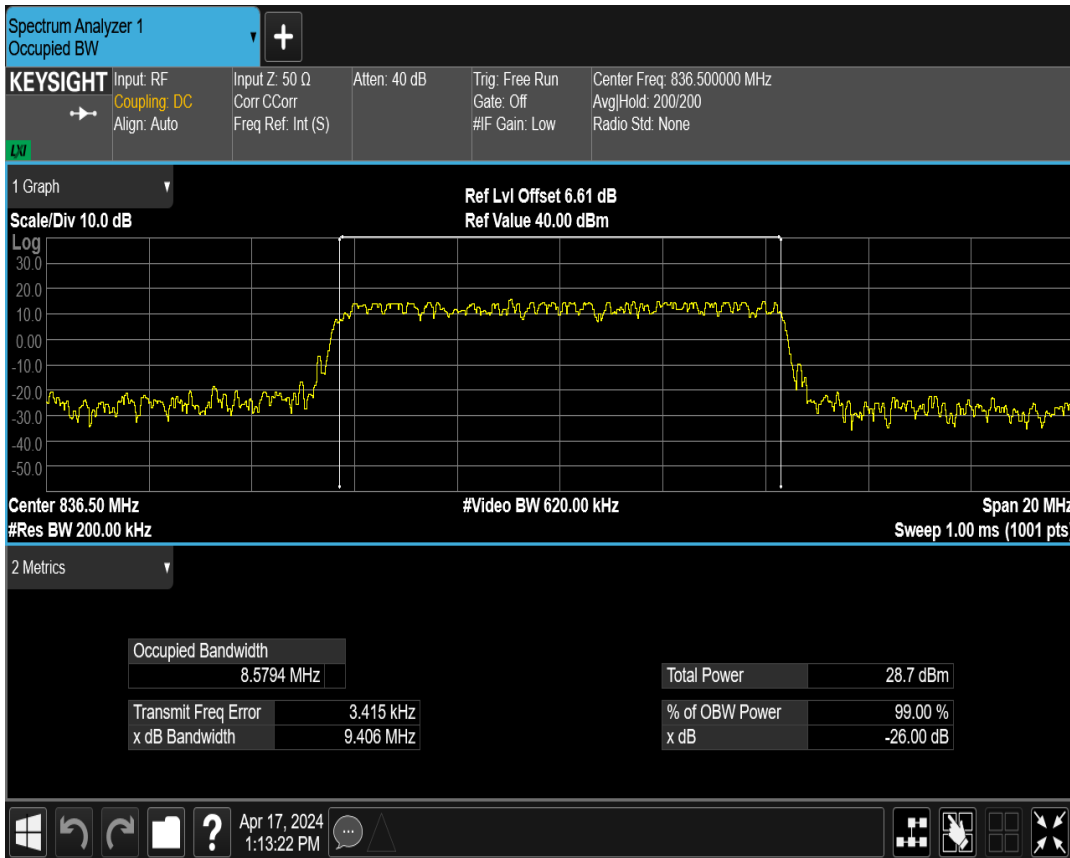 Spectrum Analyzer 1
Occupied BW
+
KEYSIGHT
LXI
Input: RF
Coupling: DC
Align: Auto
Input Z: 50 Ω
Corr CCorr
Freq Ref: Int (S)
Atten: 40 dB
Trig: Free Run
Gate: Off
#IF Gain: Low
Center Freq: 836.500000 MHz
Avg|Hold: 200/200
Radio Std: None
1 Graph
Scale/Div 10.0 dB
Ref Lvl Offset 6.61 dB
Ref Value 40.00 dBm
Log
30.0
20.0
10.0
0.00
-10.0
-20.0
-30.0
-40.0
-50.0
Center 836.50 MHz
#Res BW 200.00 kHz
#Video BW 620.00 kHz
Span 20 MHz
Sweep 1.00 ms (1001 pts)
2 Metrics
Occupied Bandwidth
8.5794 MHz
Transmit Freq Error 3.415 kHz
x dB Bandwidth 9.406 MHz
Total Power 28.7 dBm
% of OBW Power 99.00 %
x dB -26.00 dB
?
Apr 17, 2024
1:13:22 PM